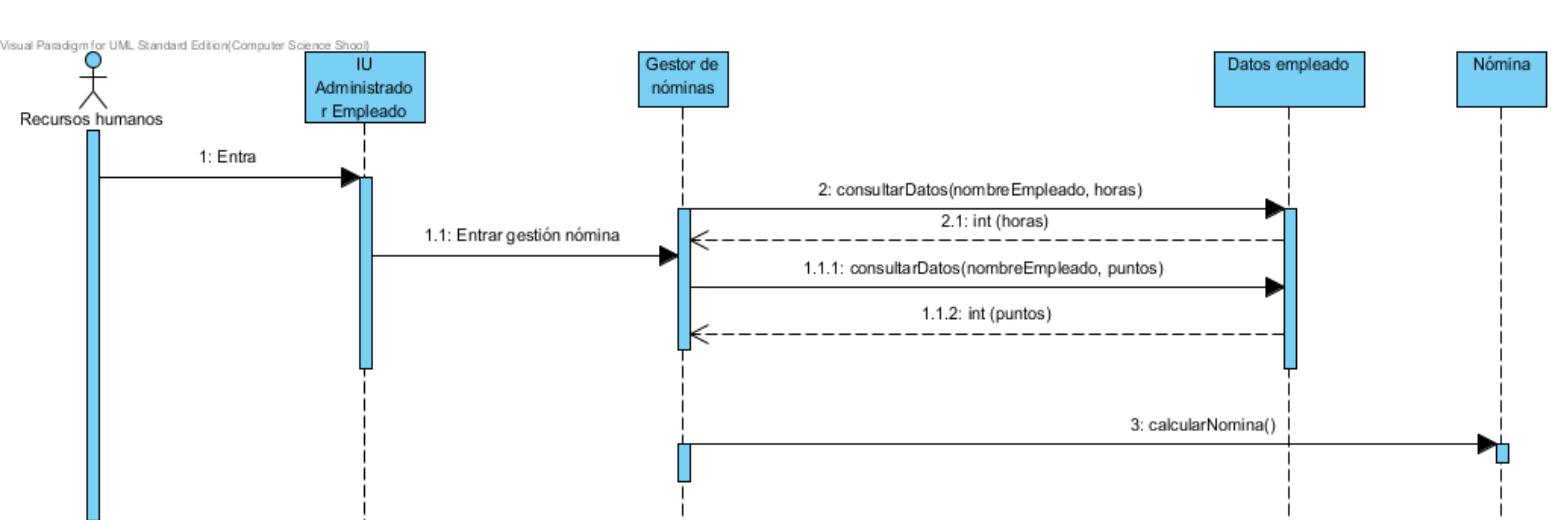 Visual Paradigm for UML Standard Edition(Computer Science Shool)
Recursos humanos
IU
Administrado
r Empleado
Gestor de
nóminas
Datos empleado
Nómina
1: Entra
2: consultarDatos(nombreEmpleado, horas)
2.1: int (horas)
1.1: Entrar gestión nómina
1.1.1: consultarDatos(nombreEmpleado, puntos)
1.1.2: int (puntos)
3: calcularNomina()